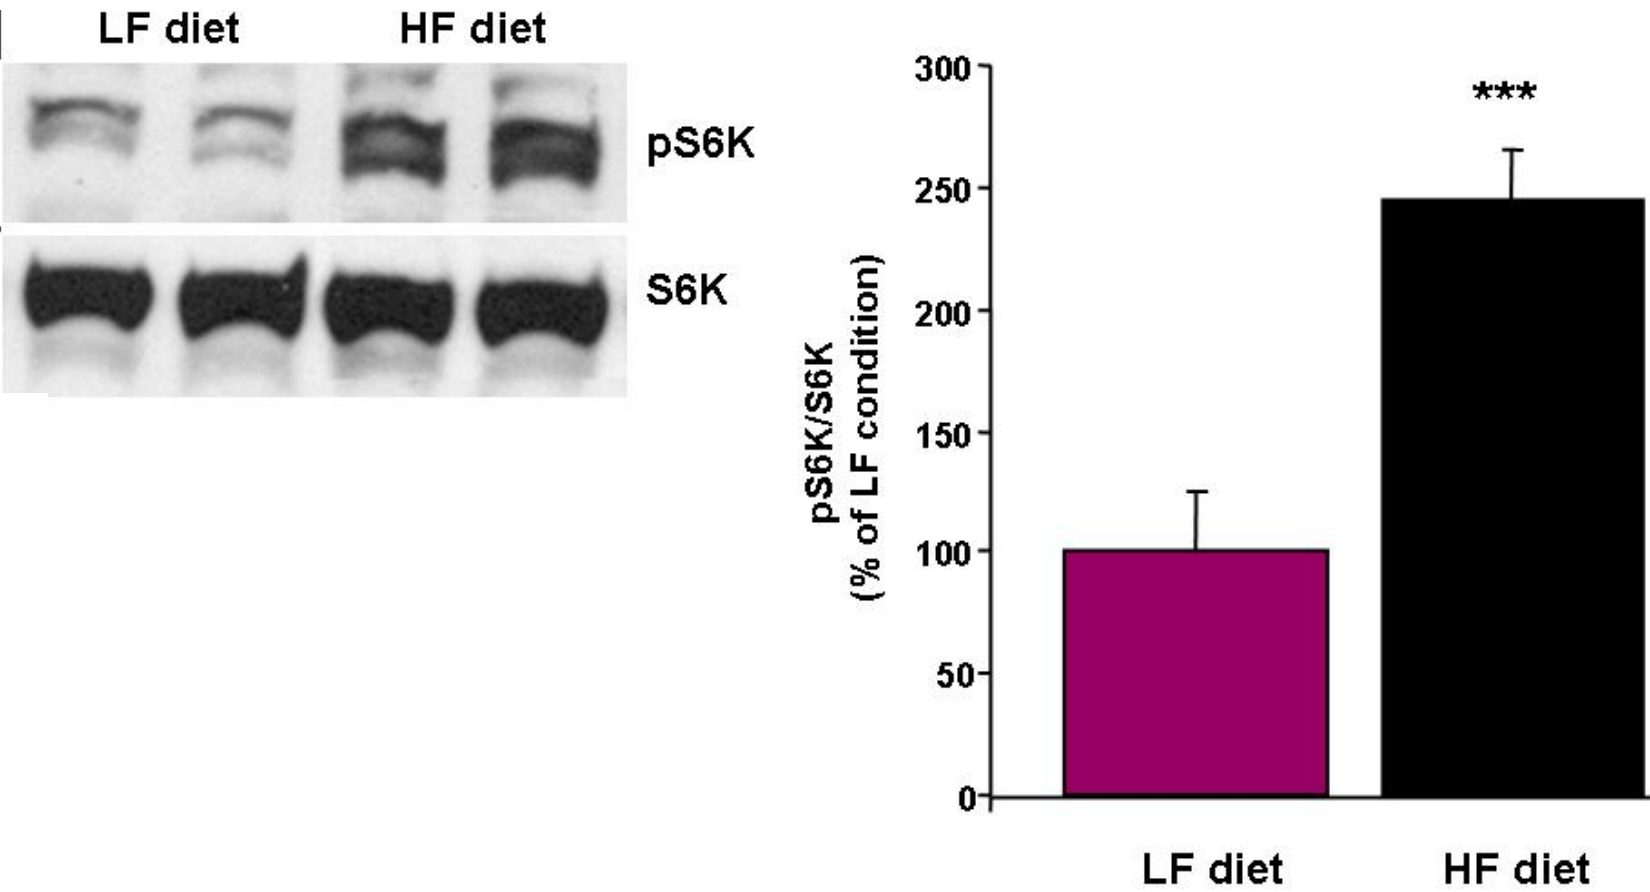 LF diet HF diet
pS6K
S6K
pS6K/S6K
(% of LF condition)
300
250
200
150
100
50
0
***
LF diet HF diet